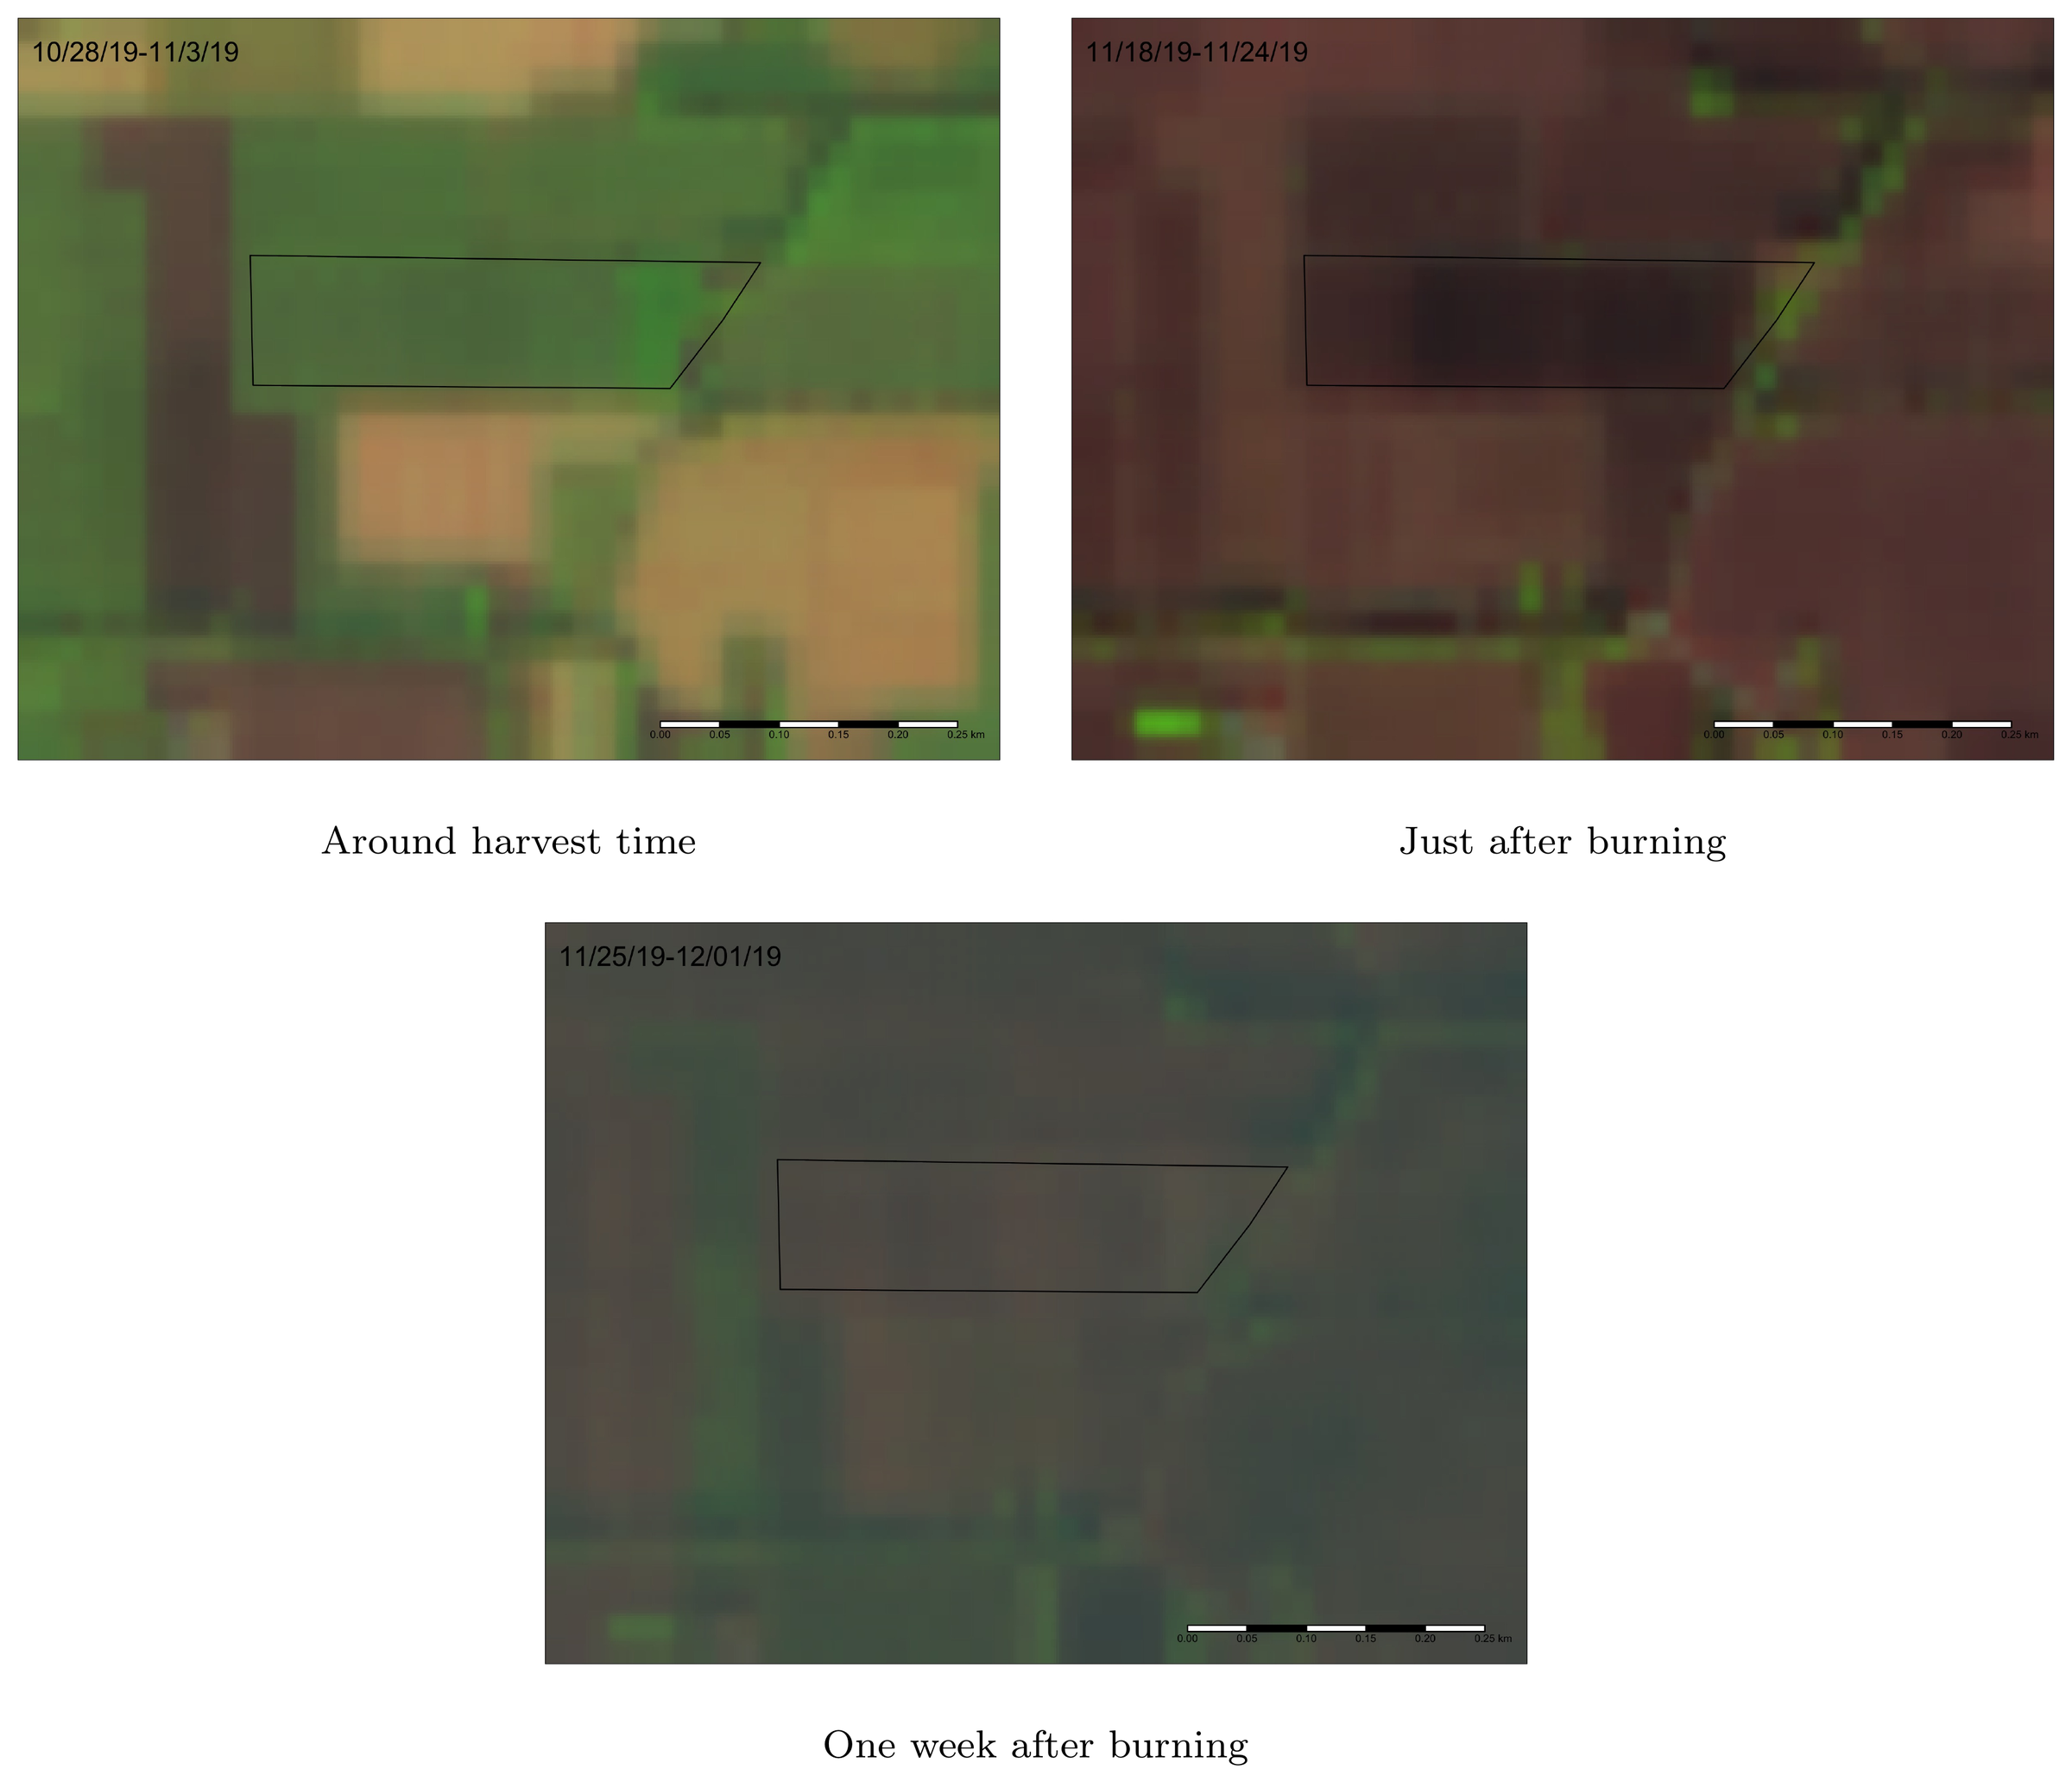 10/28/19-11/3/19
0.00 0.05 0.10 0.15 0.20 0.25 km
Around harvest time
11/18/19-11/24/19
0.00 0.05 0.10 0.15 0.20 0.25 km
Just after burning
11/25/19-12/01/19
0.00 0.05 0.10 0.15 0.20 0.25 km
One week after burning